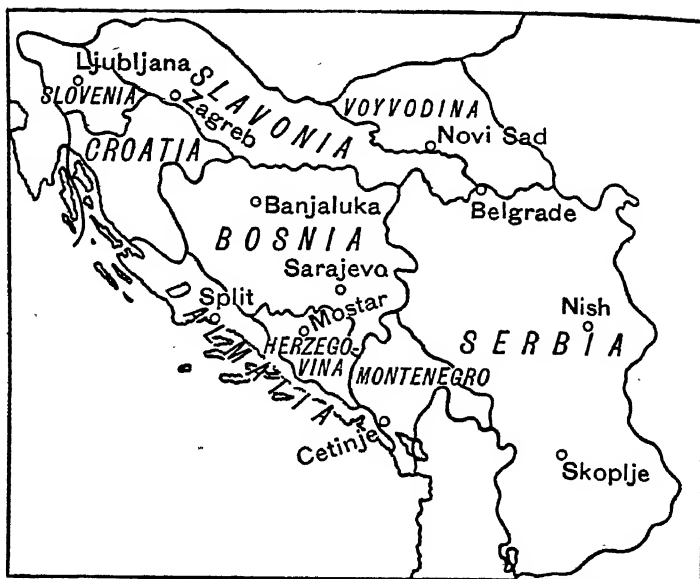 Ljubljana
SLOVENIA
Zagreb
SLAVONIA
VOYVODINA
Novi Sad
CROATIA
Belgrade
Banjaluka
BOSNIA
Sarajevo
Split
DALMATIA
Mostar
HERZEGO-
VINA
MONTENEGRO
Nish
SERBIA
Cetinje
Skoplje